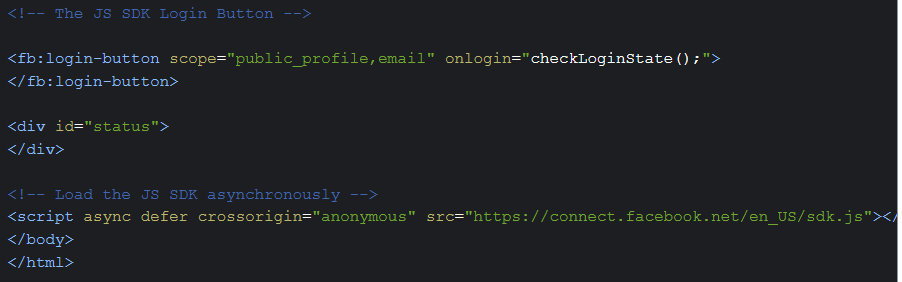 <!-- The JS SDK Login Button -->
<fb:login-button scope="public_profile,email" onlogin="checkLoginState();">
</fb:login-button>
<div id="status">
</div>
<!-- Load the JS SDK asynchronously -->
<script async defer crossorigin="anonymous" src="https://connect.facebook.net/en_US/sdk.js"></
</body>
</html>